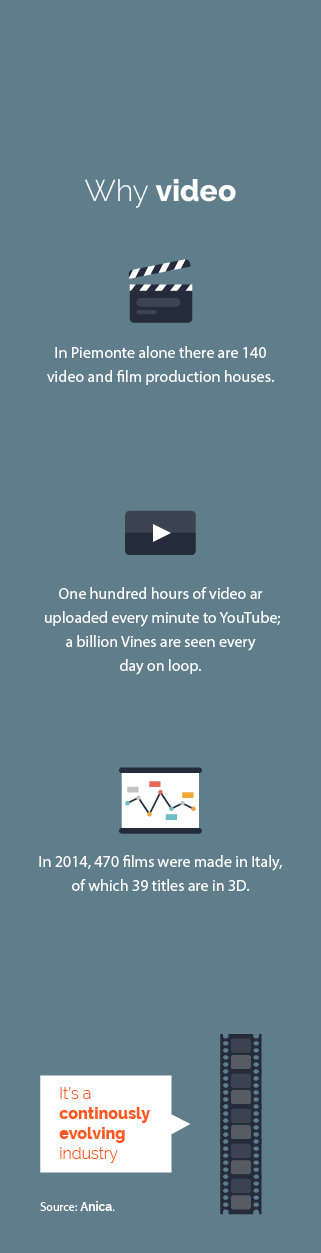 Why video
In Piemonte alone there are 140
video and film production houses.
One hundred hours of video ar
uploaded every minute to YouTube;
a billion Vines are seen every
day on loop.
In 2014, 470 films were made in Italy,
of which 39 titles are in 3D.
It's a
continously
evolving
industry
Source: Anica.